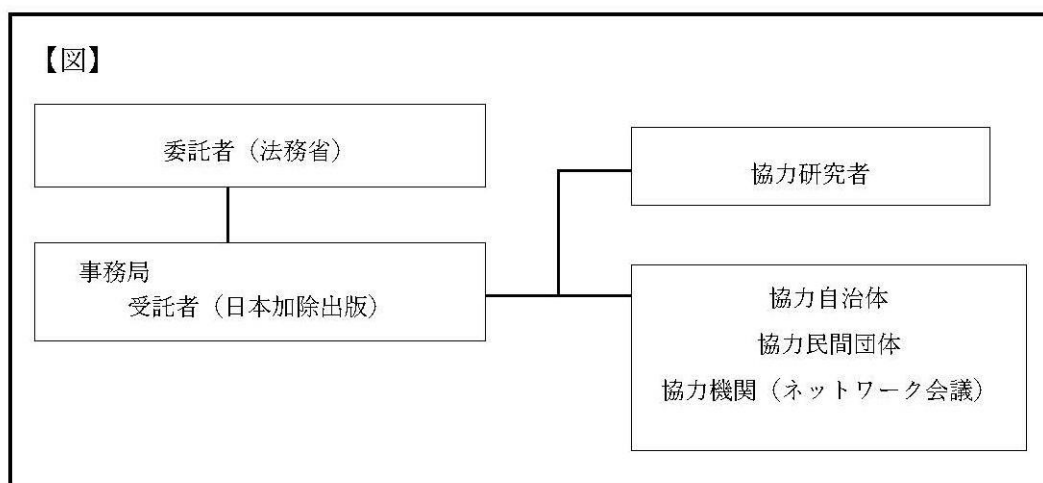 【図】
委託者（法務省）
事務局
受託者（日本加除出版）
協力研究者
協力自治体
協力民間団体
協力機関（ネットワーク会議）